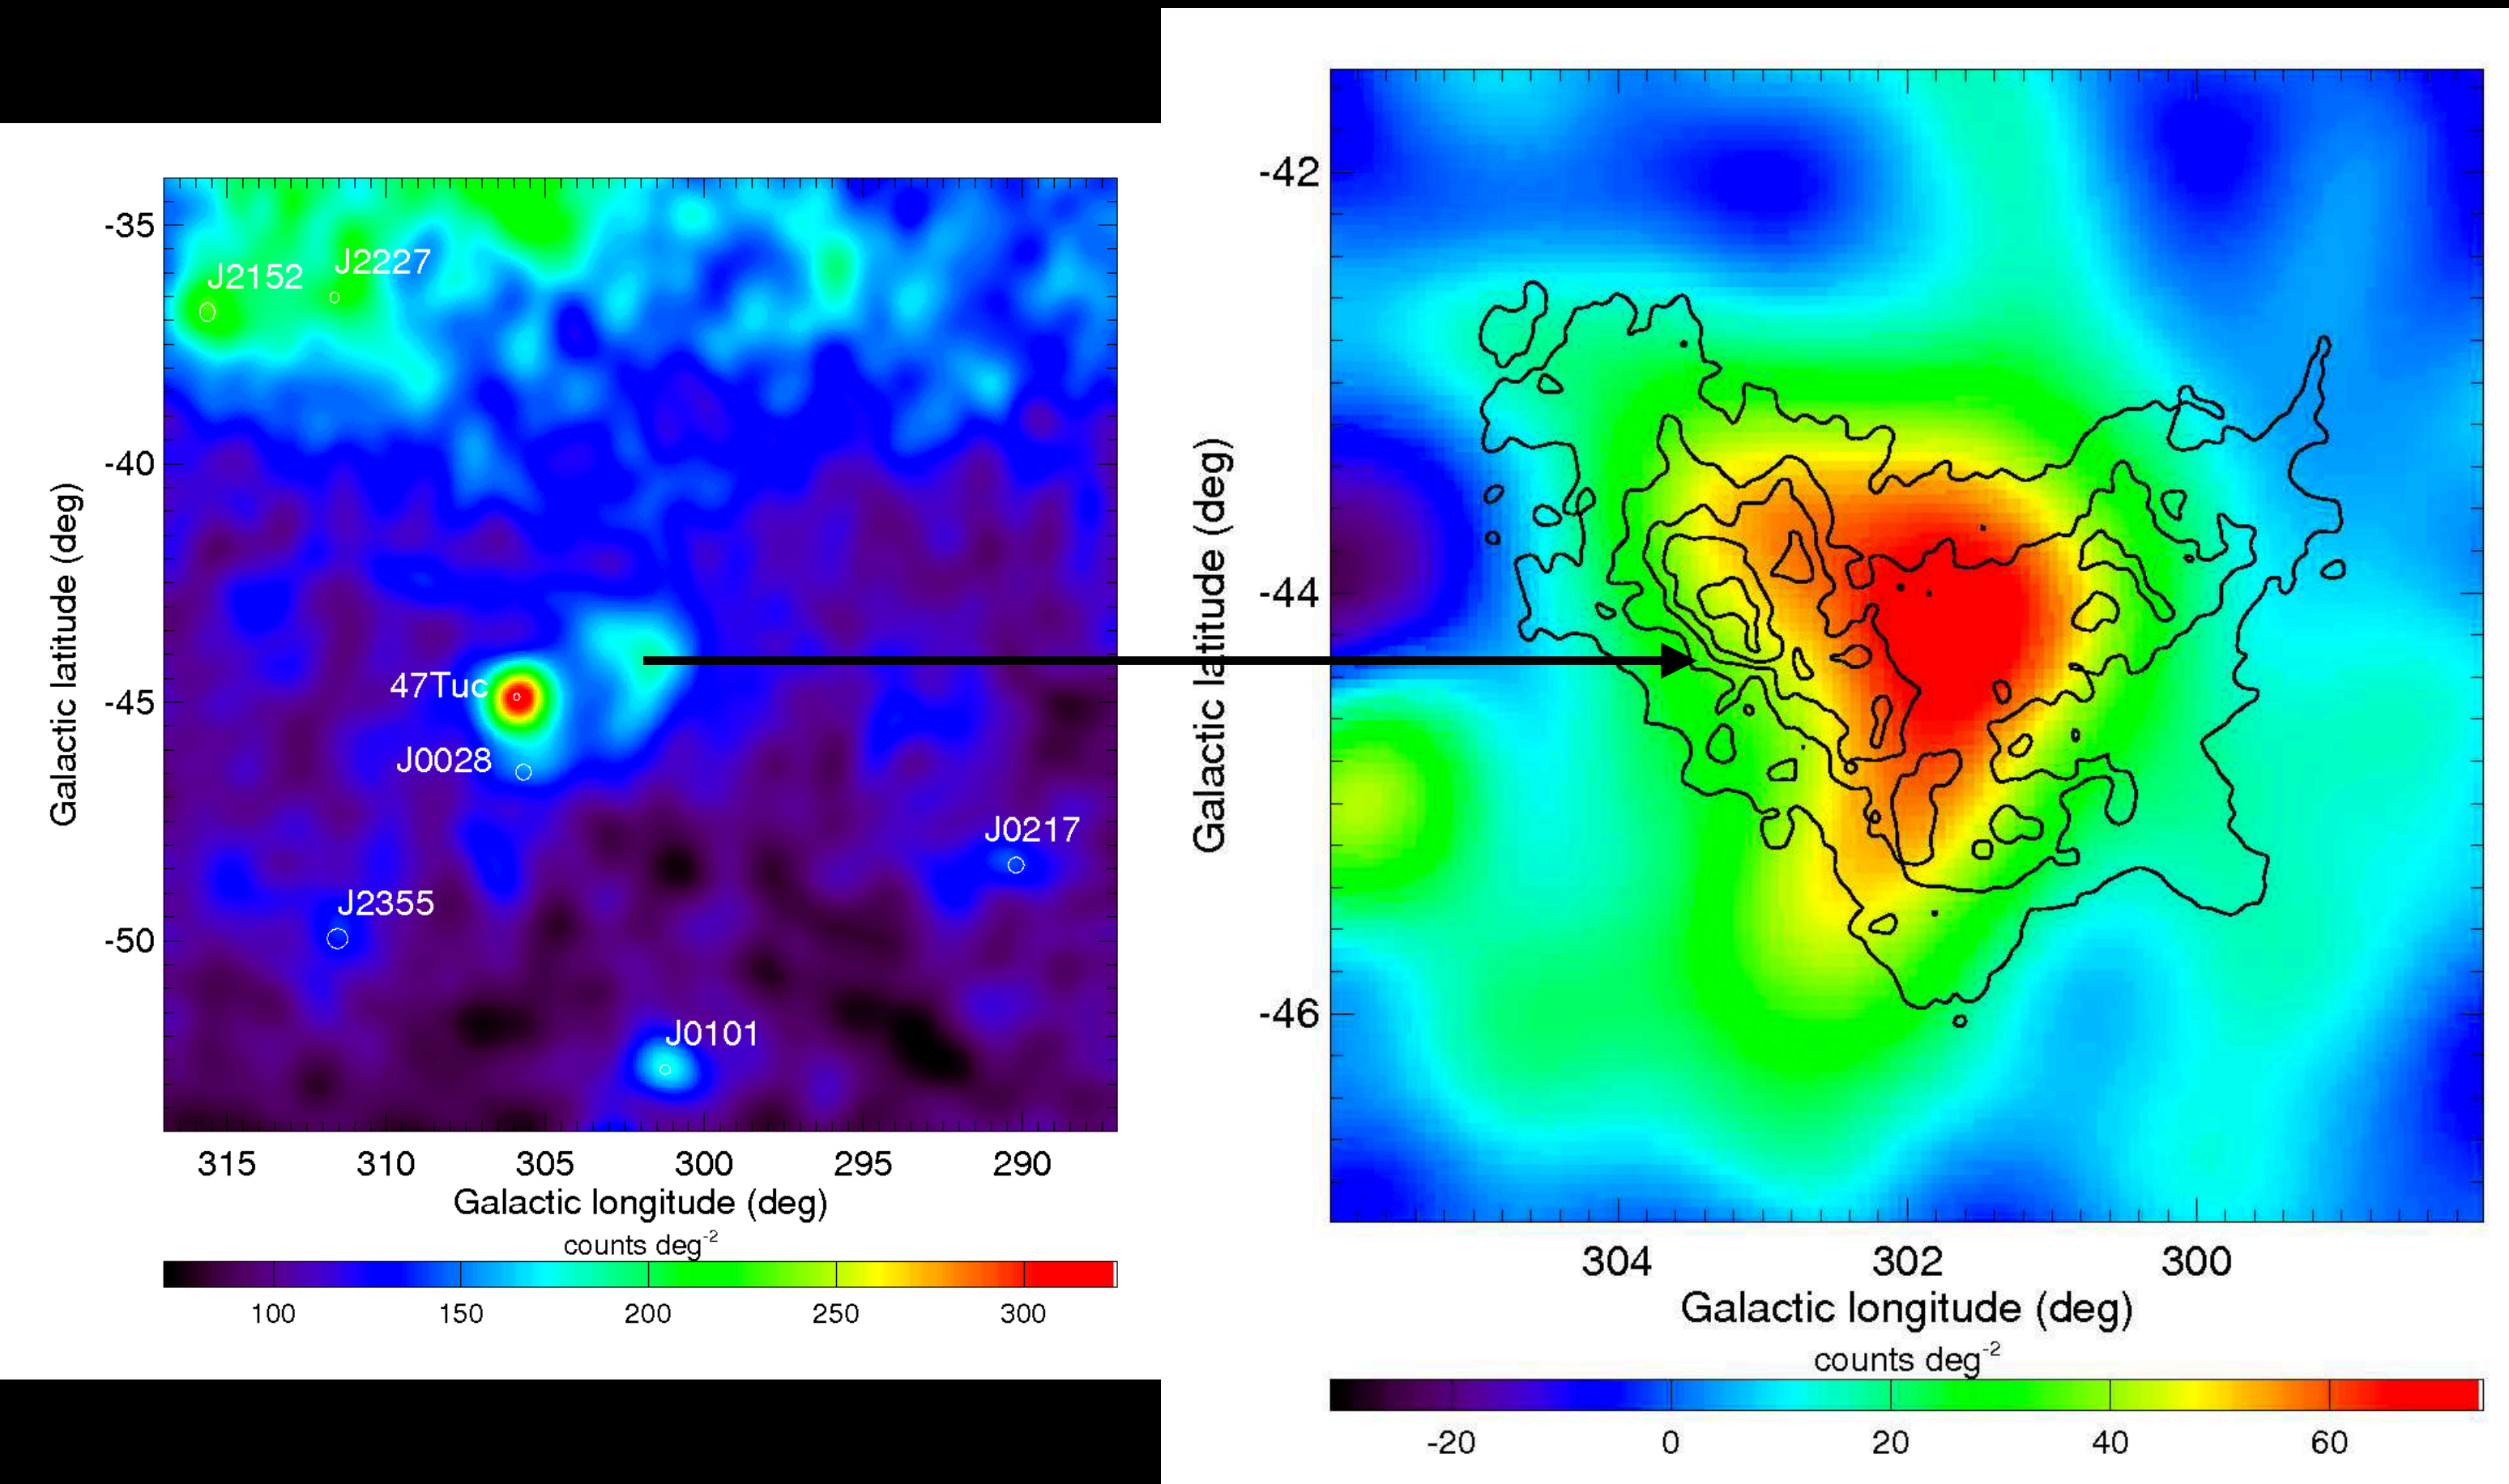 -35
-40
-45
-50
Galactic latitude (deg)
J2152
J2227
47Tuc
J0028
J0217
J2355
J0101
315 310 305 300 295 290
Galactic longitude (deg)
counts deg-2
100 150 200 250 300
-42
-44
-46
Galactic latitude (deg)
304 302 300
Galactic longitude (deg)
counts deg-2
-20 0 20 40 60